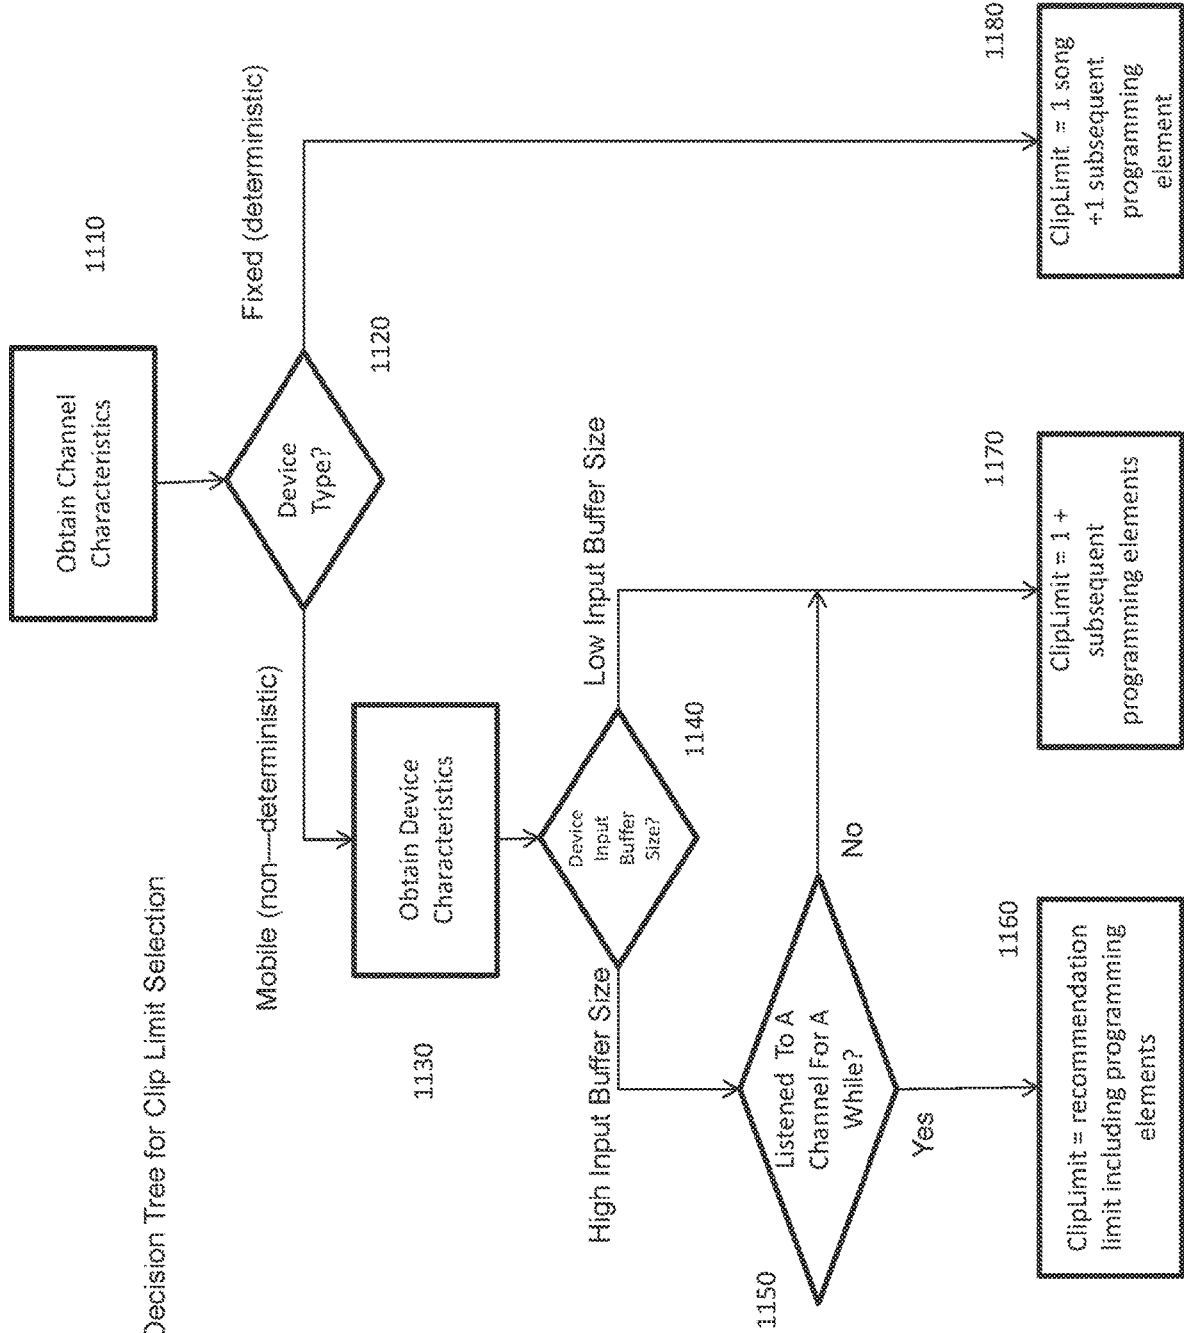 Decision Tree for Clip Limit Selection
Obtain Channel
Characteristics
1110
Device
Type?
1120
Mobile (non---deterministic)
Fixed (deterministic)
Obtain Device
Characteristics
1130
Device
Input
Buffer
Size?
1140
High Input Buffer Size
Low Input Buffer Size
Listened To A
Channel For A
While?
1150
No
Yes
ClipLimit = recommendation
limit including programming
elements
1160
ClipLimit = 1 +
subsequent
programming elements
1170
ClipLimit = 1 song
+1 subsequent
programming
element
1180